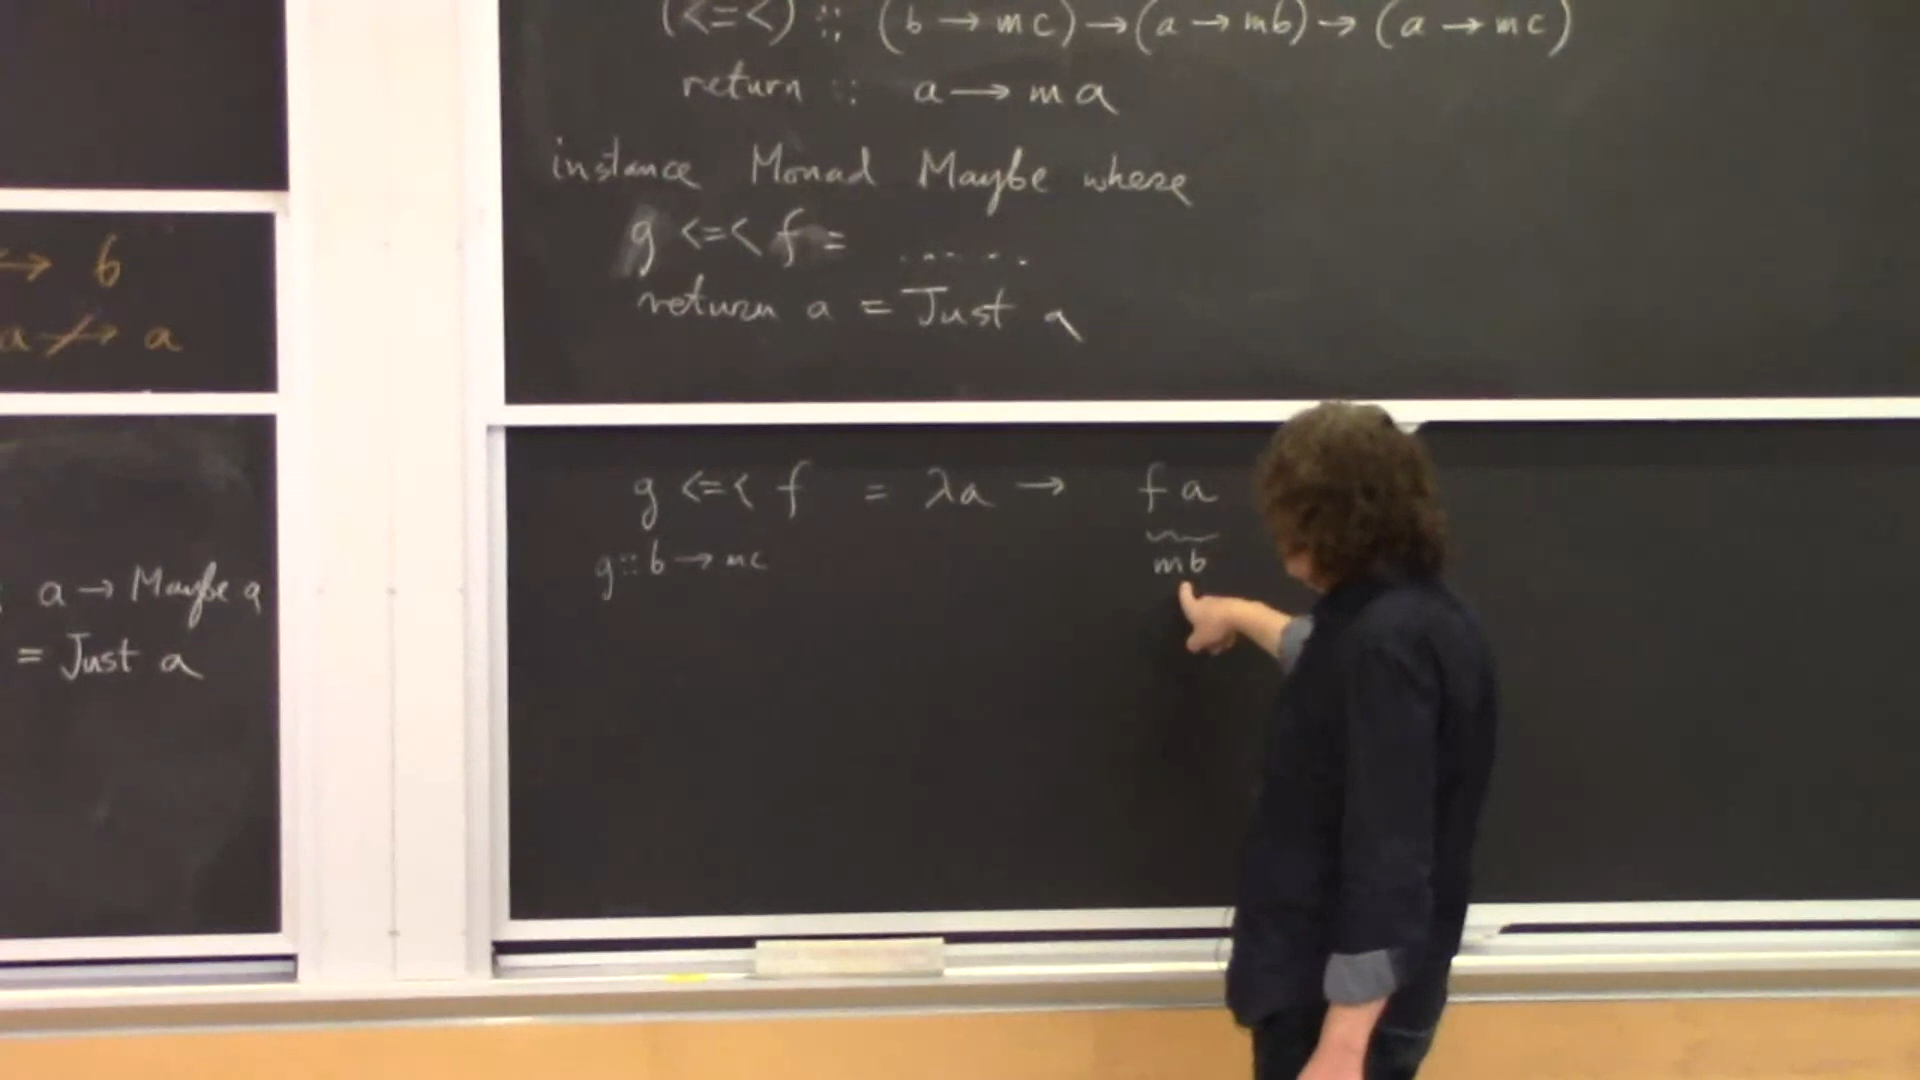 → b
a ↛ a
: a → Maybe a
= Just a
(<=<) :: (b → mc) → (a → mb) → (a → mc)
return :: a → m a
instance Monad Maybe where
g <=< f = ......
return a = Just a
g <=< f = λa → f a
g :: b → mc
mb